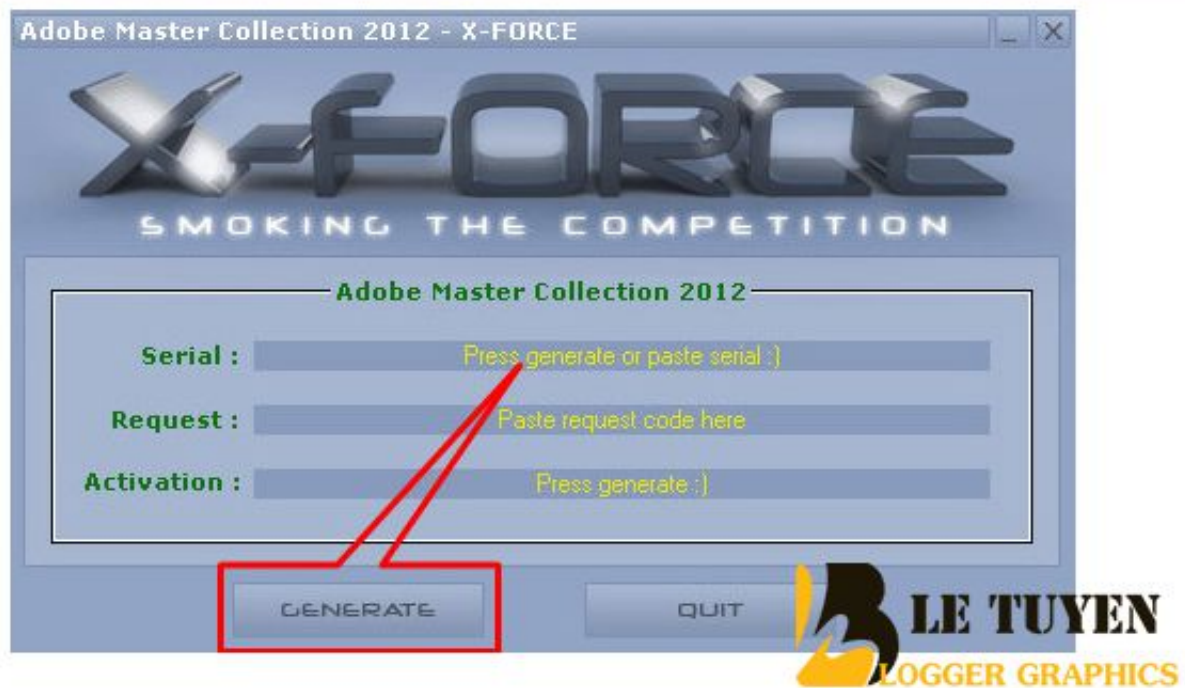 Adobe Master Collection 2012 - X-FORCE
X-FORCE
SMOKING THE COMPETITION
Adobe Master Collection 2012
Serial : Press generate or paste serial :)
Request : Paste request code here
Activation : Press generate :)
GENERATE QUIT
LE TUYEN
LOGGER GRAPHICS